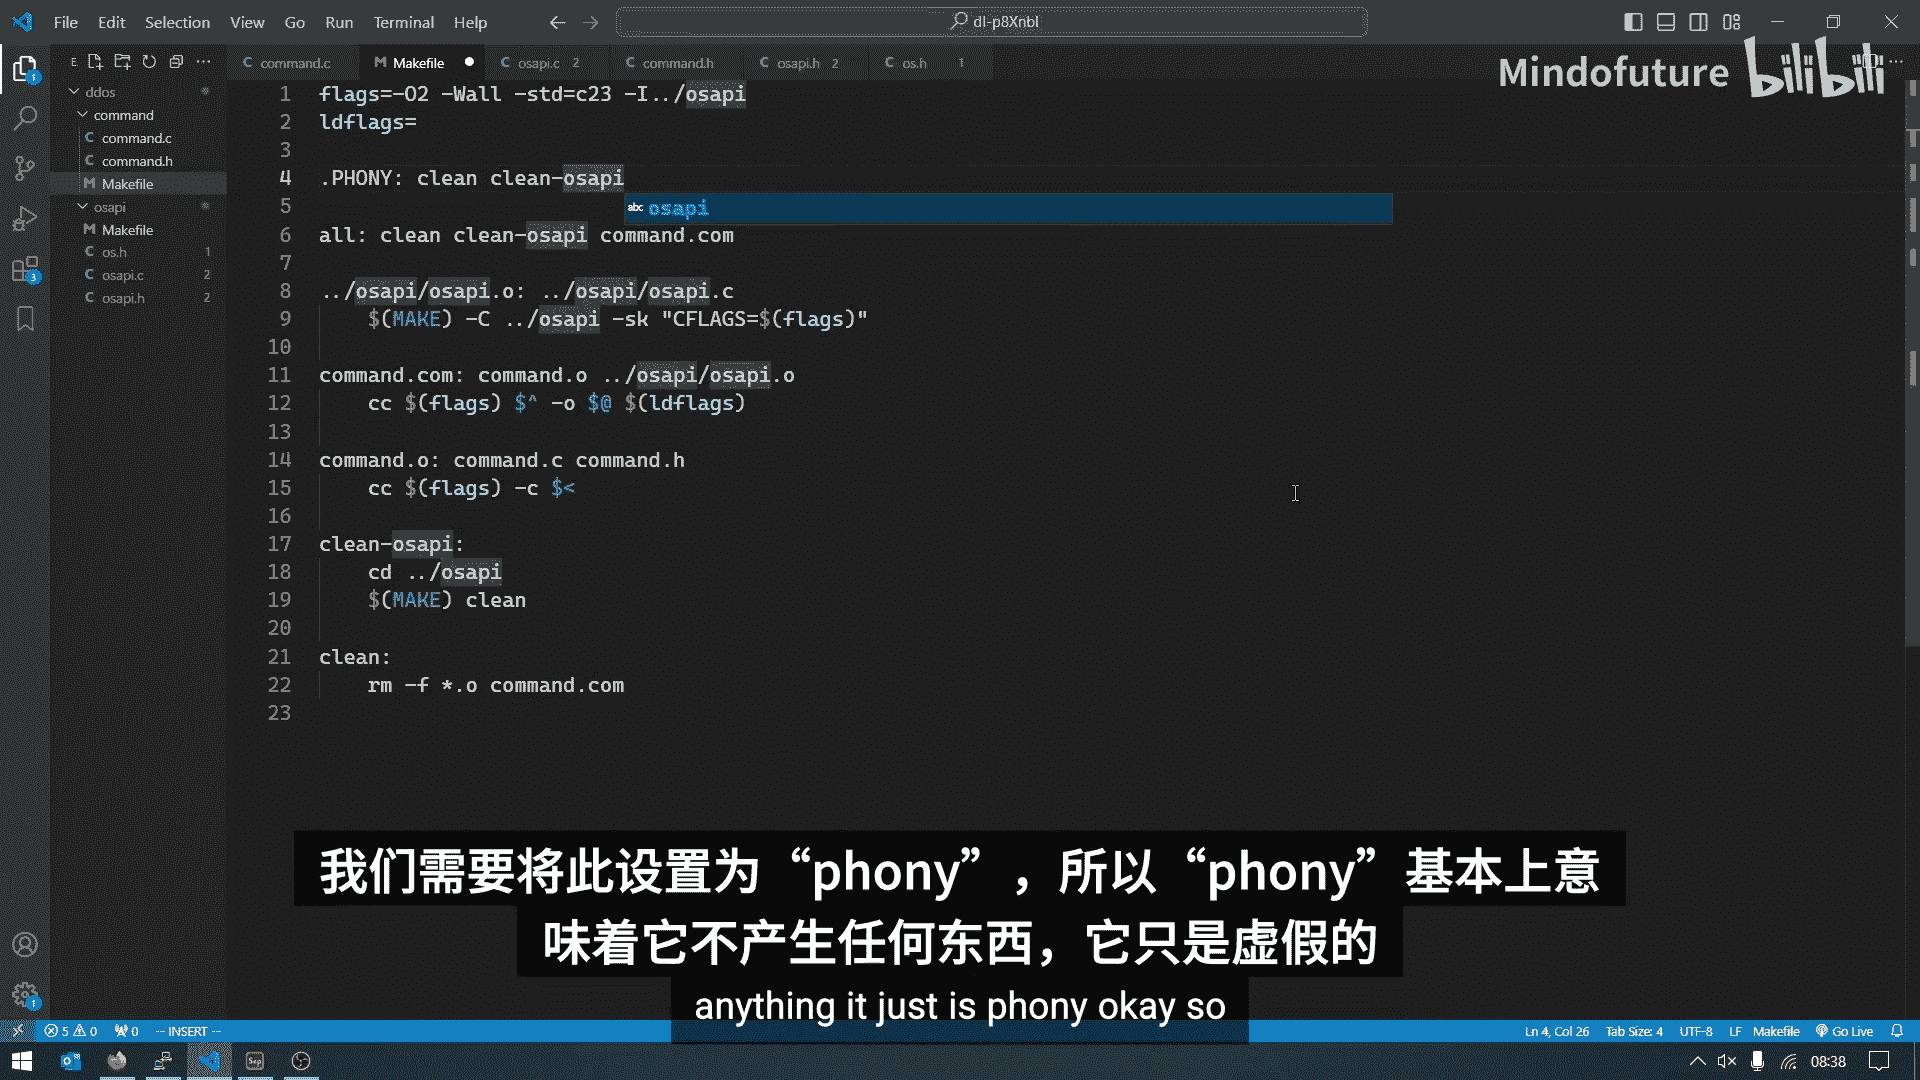 File Edit Selection View Go Run Terminal Help
dl-p8Xnbl
E
command.c
Makefile
osapi.c 2
command.h
osapi.h 2
os.h 1
Mindofuture bilibili
ddos
command
command.c
command.h
Makefile
osapi
Makefile
os.h 1
osapi.c 2
osapi.h 2
1
3
1
1 flags=-O2 -Wall -std=c23 -I../osapi
2 ldflags=
3
4 .PHONY: clean clean-osapi
abc osapi
5
6 all: clean clean-osapi command.com
7
8 ../osapi/osapi.o: ../osapi/osapi.c
9 $(MAKE) -C ../osapi -sk "CFLAGS=$(flags)"
10
11 command.com: command.o ../osapi/osapi.o
12 cc $(flags) $^ -o $@ $(ldflags)
13
14 command.o: command.c command.h
15 cc $(flags) -c $<
16
17 clean-osapi:
18 cd ../osapi
19 $(MAKE) clean
20
21 clean:
22 rm -f *.o command.com
23
我们需要将此设置为“phony”，所以“phony”基本上意
味着它不产生任何东西，它只是虚假的
anything it just is phony okay so
5 0 0 -- INSERT --
Ln 4, Col 26 Tab Size: 4 UTF-8 LF Makefile Go Live
08:38